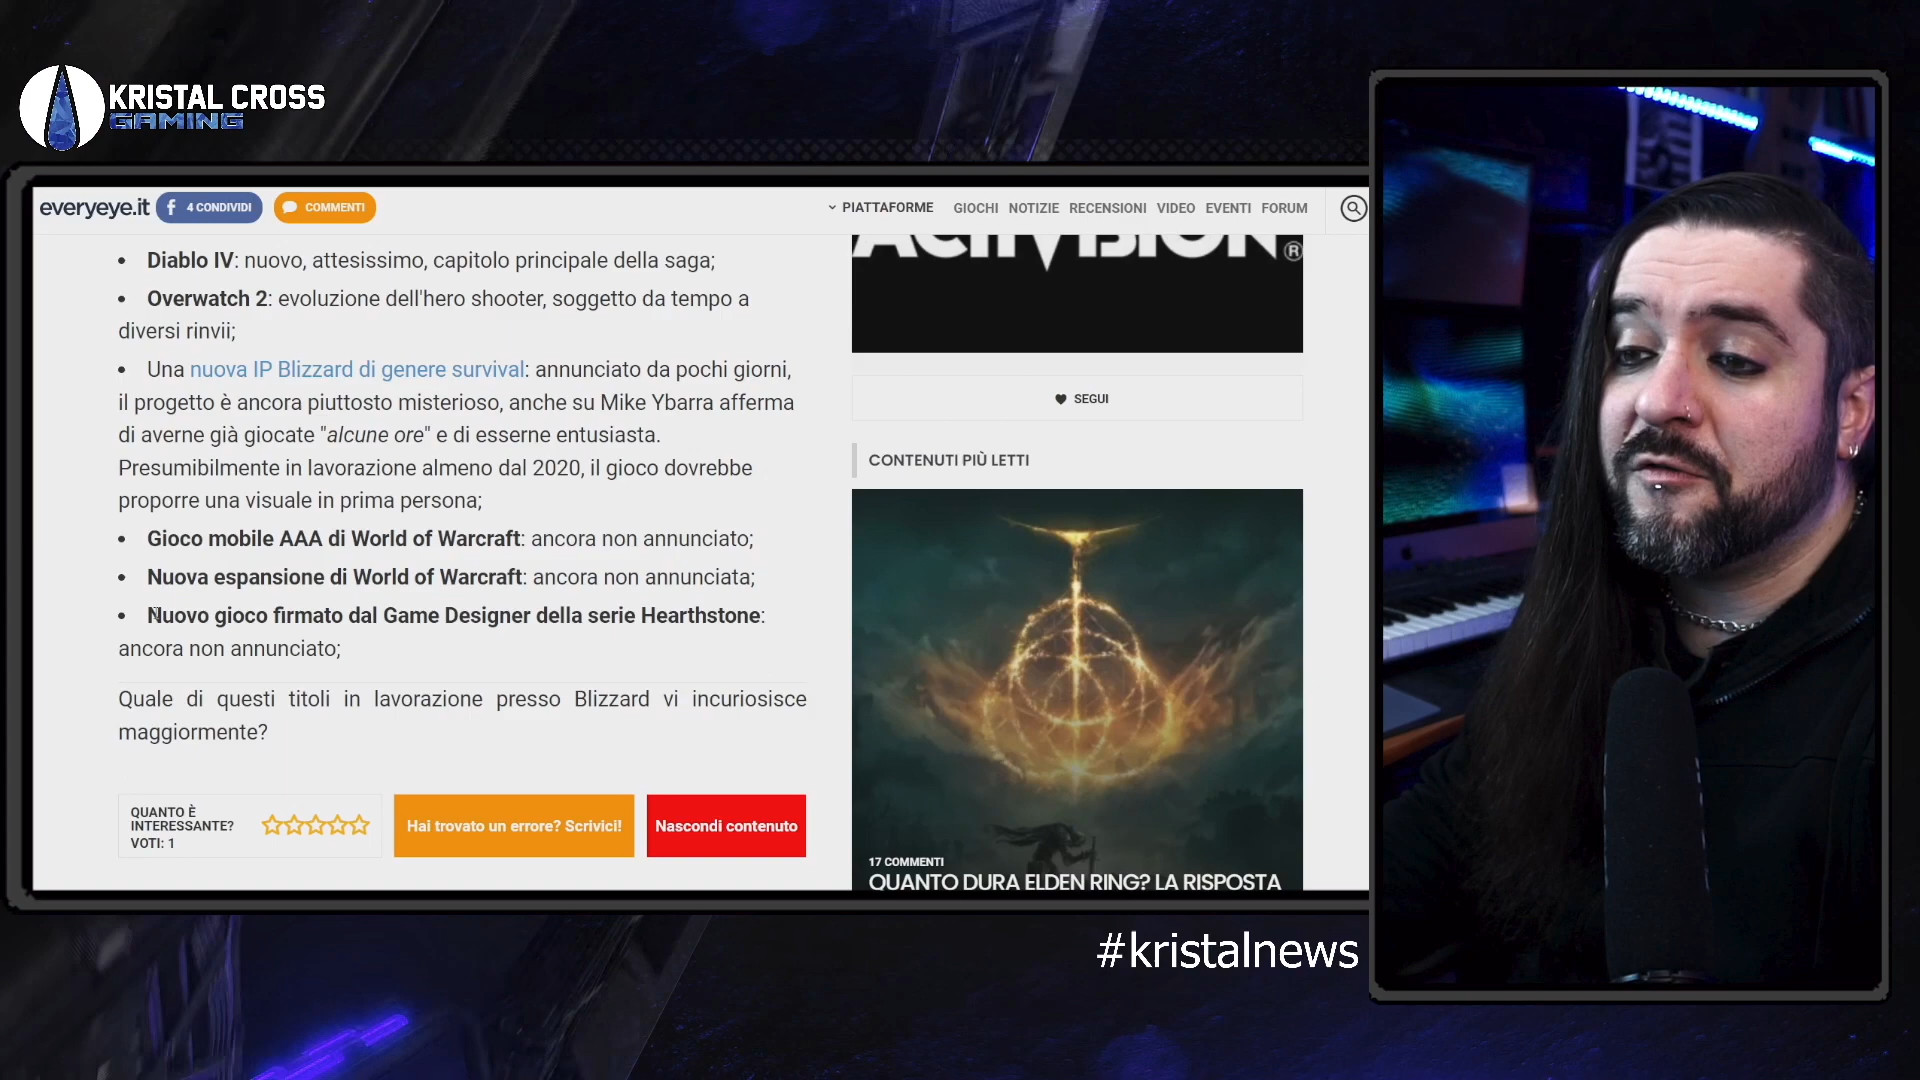 KRISTAL CROSS
GAMING
everyeye.it
4 CONDIVIDI
COMMENTI
PIATTAFORME
GIOCHI
NOTIZIE
RECENSIONI
VIDEO
EVENTI
FORUM
• Diablo IV: nuovo, attesissimo, capitolo principale della saga;
• Overwatch 2: evoluzione dell'hero shooter, soggetto da tempo a
diversi rinvii;
• Una nuova IP Blizzard di genere survival: annunciato da pochi giorni,
il progetto è ancora piuttosto misterioso, anche su Mike Ybarra afferma
di averne già giocate "alcune ore" e di esserne entusiasta.
Presumibilmente in lavorazione almeno dal 2020, il gioco dovrebbe
proporre una visuale in prima persona;
• Gioco mobile AAA di World of Warcraft: ancora non annunciato;
• Nuova espansione di World of Warcraft: ancora non annunciata;
• Nuovo gioco firmato dal Game Designer della serie Hearthstone:
ancora non annunciato;
Quale di questi titoli in lavorazione presso Blizzard vi incuriosisce
maggiormente?
QUANTO È
INTERESSANTE?
VOTI: 1
Hai trovato un errore? Scrivici!
Nascondi contenuto
ACTIVISION®
SEGUI
CONTENUTI PIÙ LETTI
17 COMMENTI
QUANTO DURA ELDEN RING? LA RISPOSTA
#kristalnews